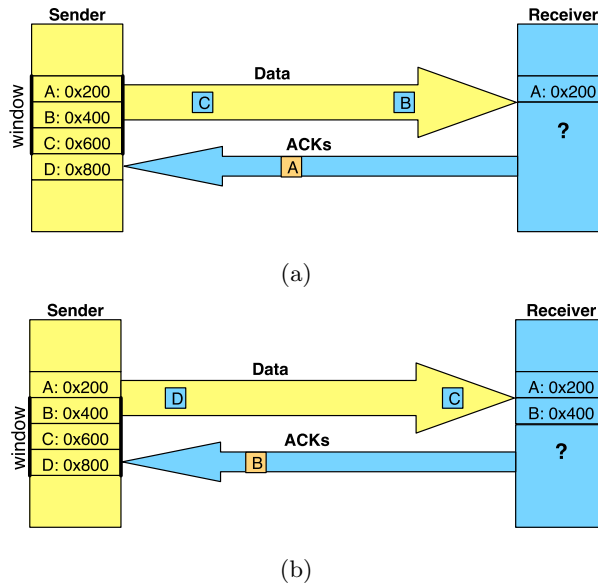 Sender
Receiver
Data
A: 0x200
B: 0x400
C: 0x600
D: 0x800
window
C
B
A: 0x200
?
ACKs
A
(a)
Sender
Receiver
Data
A: 0x200
B: 0x400
C: 0x600
D: 0x800
window
D
C
A: 0x200
B: 0x400
?
ACKs
B
(b)